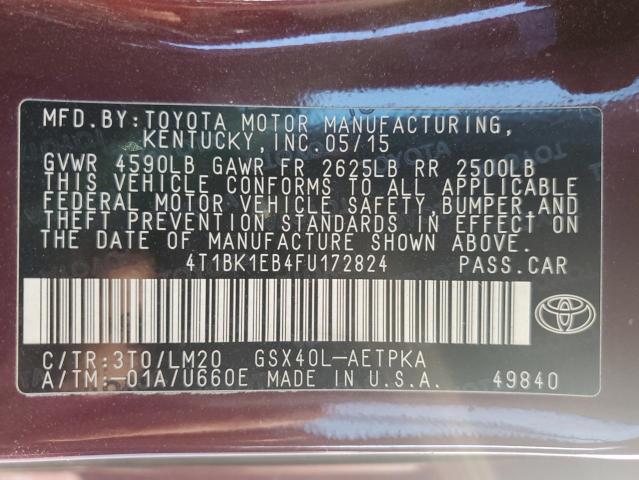 MFD.BY:TOYOTA MOTOR MANUFACTURING,
KENTUCKY, INC.05/15
GVWR 4590LB GAWR FR 2625LB RR 2500LB
THIS VEHICLE CONFORMS TO ALL APPLICABLE
FEDERAL MOTOR VEHICLE SAFETY,BUMPER,AND
THEFT PREVENTION STANDARDS IN EFFECT ON
THE DATE OF MANUFACTURE SHOWN ABOVE.
4T1BK1EB4FU172824 PASS.CAR
C/TR:3T0/LM20 GSX40L-AETPKA
A/TM:-01A/U660E MADE IN U.S.A. 49840